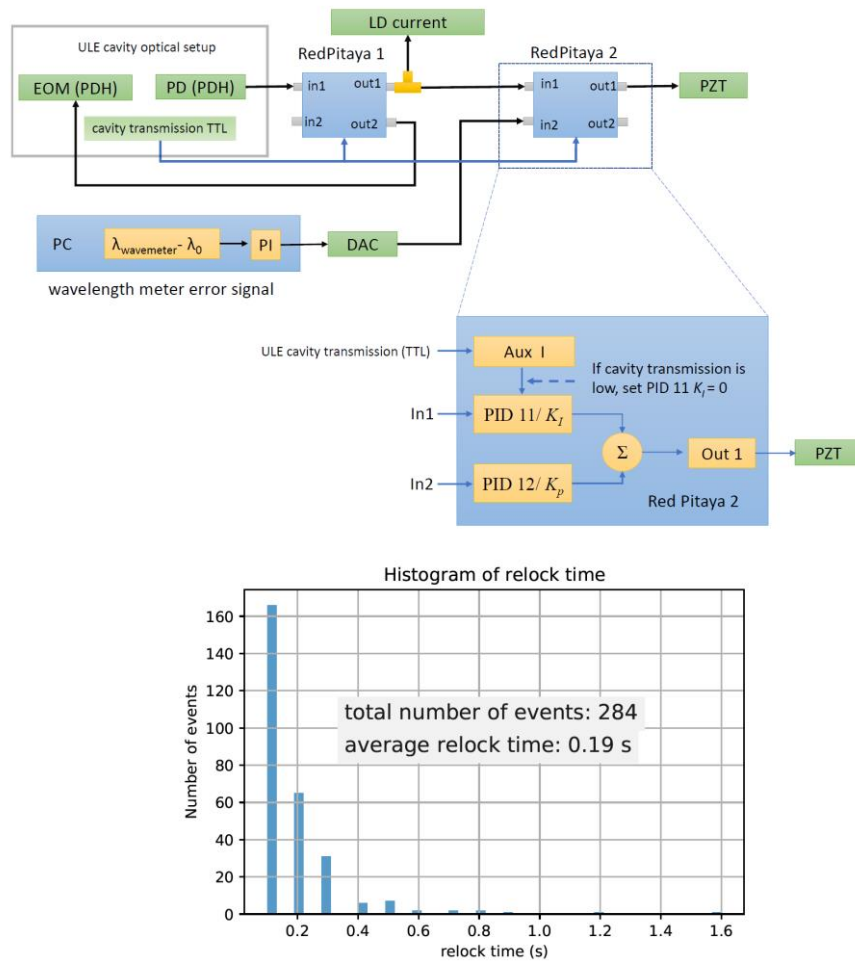 LD current
ULE cavity optical setup
RedPitaya 1
RedPitaya 2
EOM (PDH)
PD (PDH)
in1
out1
in2
out2
in1
out1
in2
out2
PZT
cavity transmission TTL
PC
λwavemeter- λ0
PI
DAC
wavelength meter error signal
ULE cavity transmission (TTL)
Aux I
If cavity transmission is
low, set PID 11 KI = 0
In1
PID 11/ KI
Σ
Out 1
PZT
In2
PID 12/ Kp
Red Pitaya 2
Histogram of relock time
Number of events
160
140
120
100
80
60
40
20
0
total number of events: 284
average relock time: 0.19 s
0.2 0.4 0.6 0.8 1.0 1.2 1.4 1.6
relock time (s)